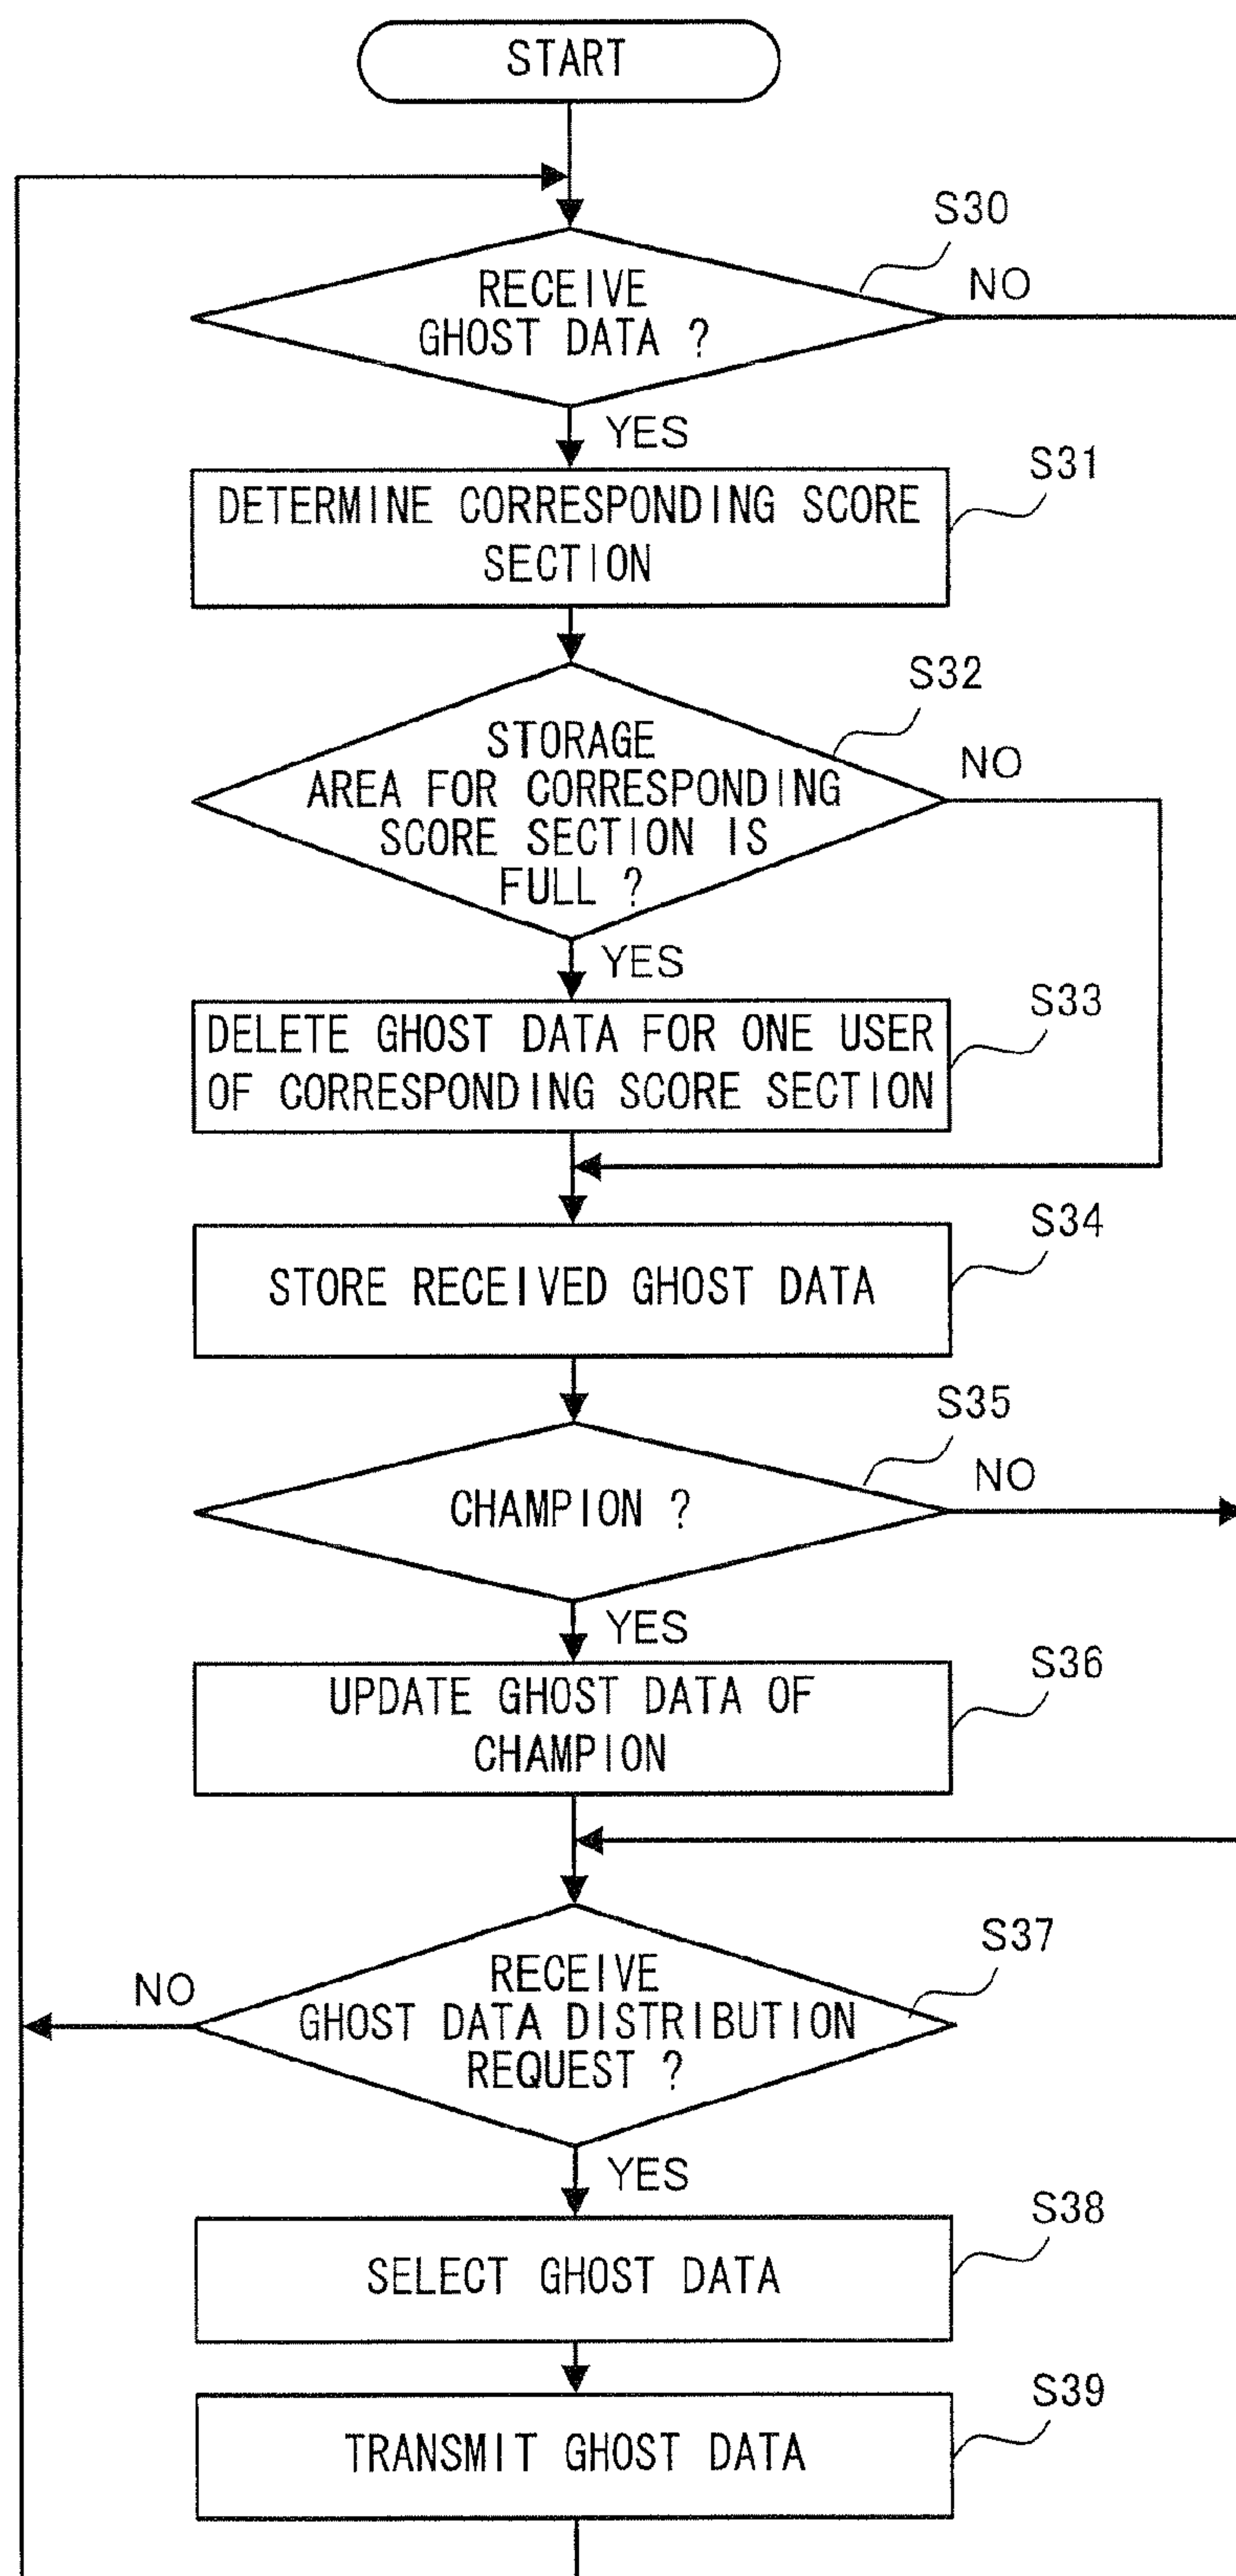 START
S30
RECEIVE
GHOST DATA ?
NO
YES
S31
DETERMINE CORRESPONDING SCORE
SECTION
S32
STORAGE
AREA FOR CORRESPONDING
SCORE SECTION IS
FULL ?
NO
YES
S33
DELETE GHOST DATA FOR ONE USER
OF CORRESPONDING SCORE SECTION
S34
STORE RECEIVED GHOST DATA
S35
CHAMPION ?
NO
YES
S36
UPDATE GHOST DATA OF
CHAMPION
S37
RECEIVE
GHOST DATA DISTRIBUTION
REQUEST ?
NO
YES
S38
SELECT GHOST DATA
S39
TRANSMIT GHOST DATA